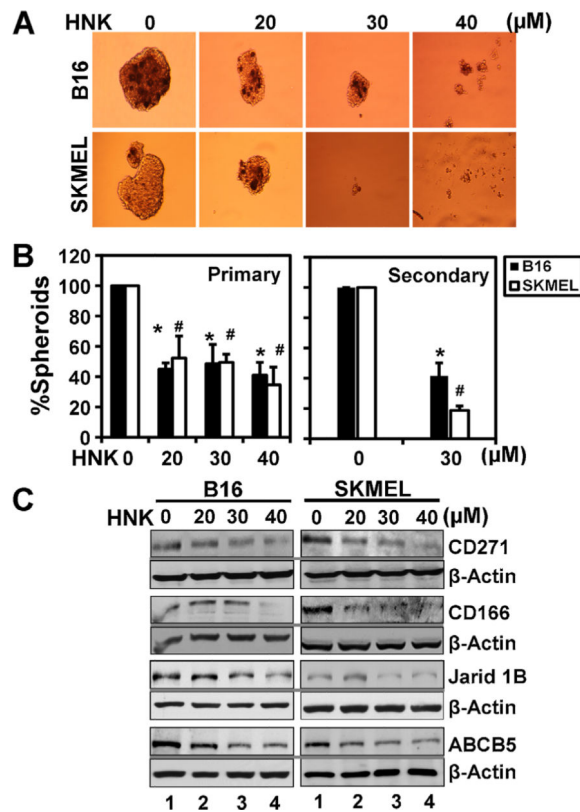 A
HNK 0 20 30 40 (µM)
B16
SKMEL
B
%Spheroids
120
100
80
60
40
20
0
Primary
* # * # * #
0 20 30 40
HNK
Secondary
* #
0 30 (µM)
B16
SKMEL
C
B16 SKMEL
HNK 0 20 30 40 0 20 30 40 (µM)
CD271
β-Actin
CD166
β-Actin
Jarid 1B
β-Actin
ABCB5
β-Actin
1 2 3 4 1 2 3 4